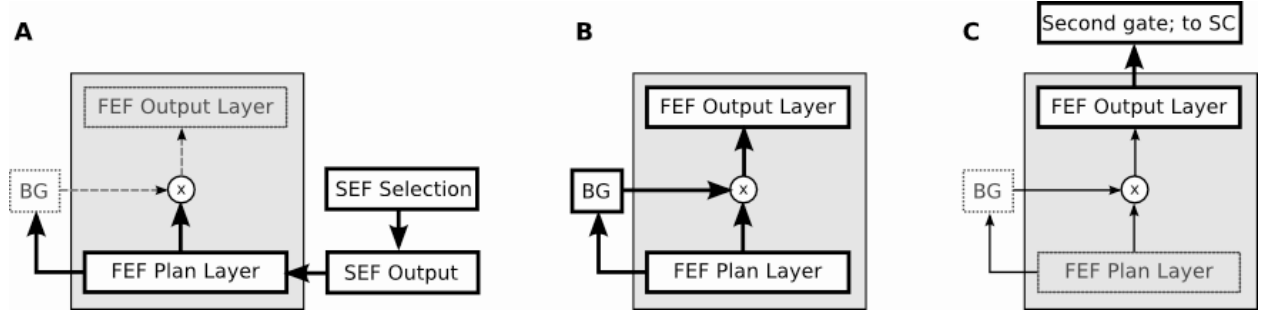 A
FEF Output Layer
BG
x
SEF Selection
FEF Plan Layer
SEF Output
B
FEF Output Layer
BG
x
FEF Plan Layer
C
Second gate; to SC
FEF Output Layer
BG
x
FEF Plan Layer